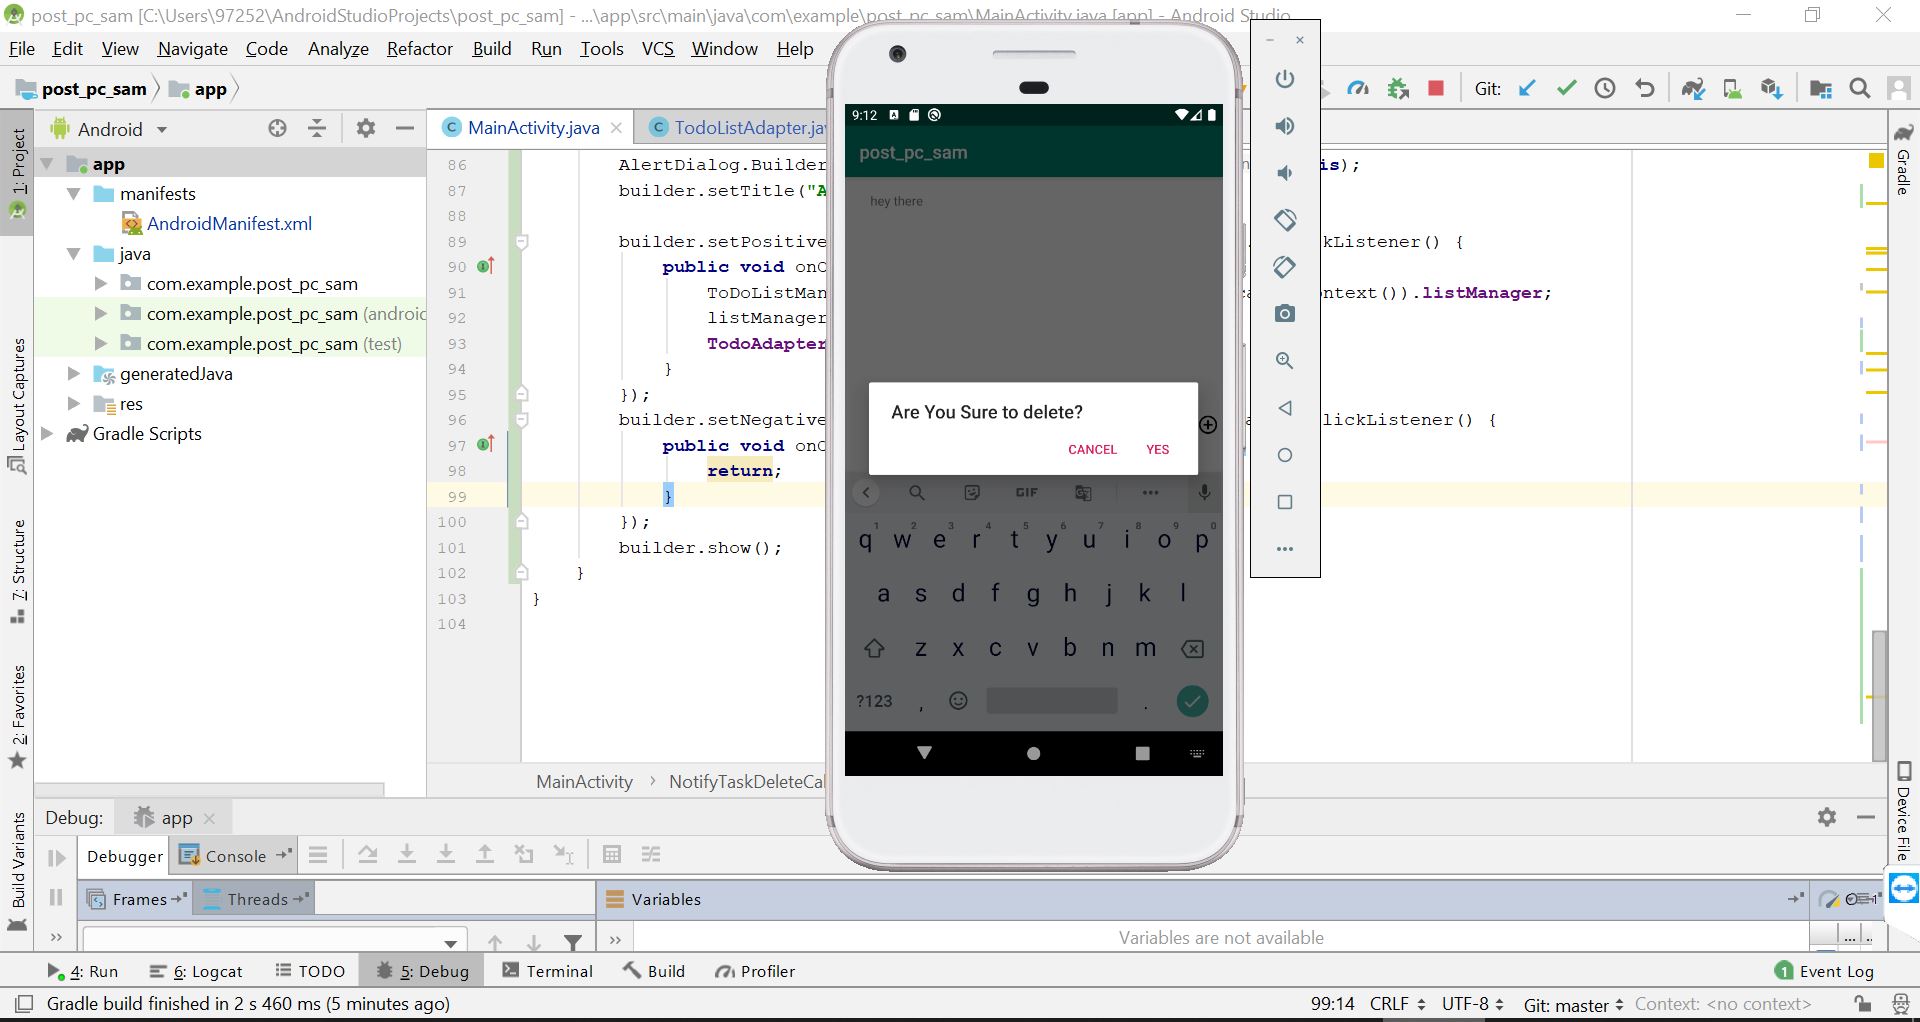 post_pc_sam [C:\Users\97252\AndroidStudioProjects\post_pc_sam] - ...\app\src\main\java\com\example\post_pc_sam\MainActivity.java [app] - Android Studio
File Edit View Navigate Code Analyze Refactor Build Run Tools VCS Window Help
post_pc_sam app
Git:
Android
MainActivity.java
TodoListAdapter.jav
1: Project
Layout Captures
7: Structure
2: Favorites
Build Variants
app
manifests
AndroidManifest.xml
java
com.example.post_pc_sam
com.example.post_pc_sam (androic
com.example.post_pc_sam (test)
generatedJava
res
Gradle Scripts
86 AlertDialog.Builder is);
87 builder.setTitle("A
88
89 builder.setPositive kListener() {
90 public void onC
91 ToDoListMan ntext()).listManager;
92 listManager
93 TodoAdapter
94 }
95 });
96 builder.setNegative lickListener() {
97 public void onC
98 return;
99 }
100 });
101 builder.show();
102 }
103 }
104
MainActivity > NotifyTaskDeleteCal
9:12
post_pc_sam
hey there
Are You Sure to delete?
CANCEL YES
GIF
q 1 w 2 e 3 r 4 t 5 y 6 u 7 i 8 o 9 p 0
a s d f g h j k l
z x c v b n m
?123 , .
Gradle
Device File
Debug: app
Debugger Console
Frames Threads
Variables
Variables are not available
4: Run 6: Logcat TODO 5: Debug Terminal Build Profiler
1 Event Log
Gradle build finished in 2 s 460 ms (5 minutes ago)
99:14 CRLF UTF-8 Git: master Context: <no context>